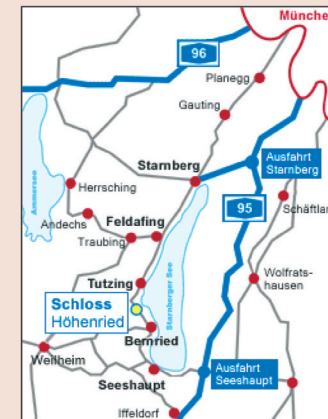 Münche
96
Planegg
Gauting
Ausfahrt
Starnberg
Starnberg
Ammersee
Herrsching
95
Schäftla
Andechs
Feldafing
Traubing
Starnberger See
Tutzing
Wolfrats-
hausen
Schloss
Höhenried
Bernried
Weilheim
Seeshaupt
Ausfahrt
Seeshaupt
Iffeldorf